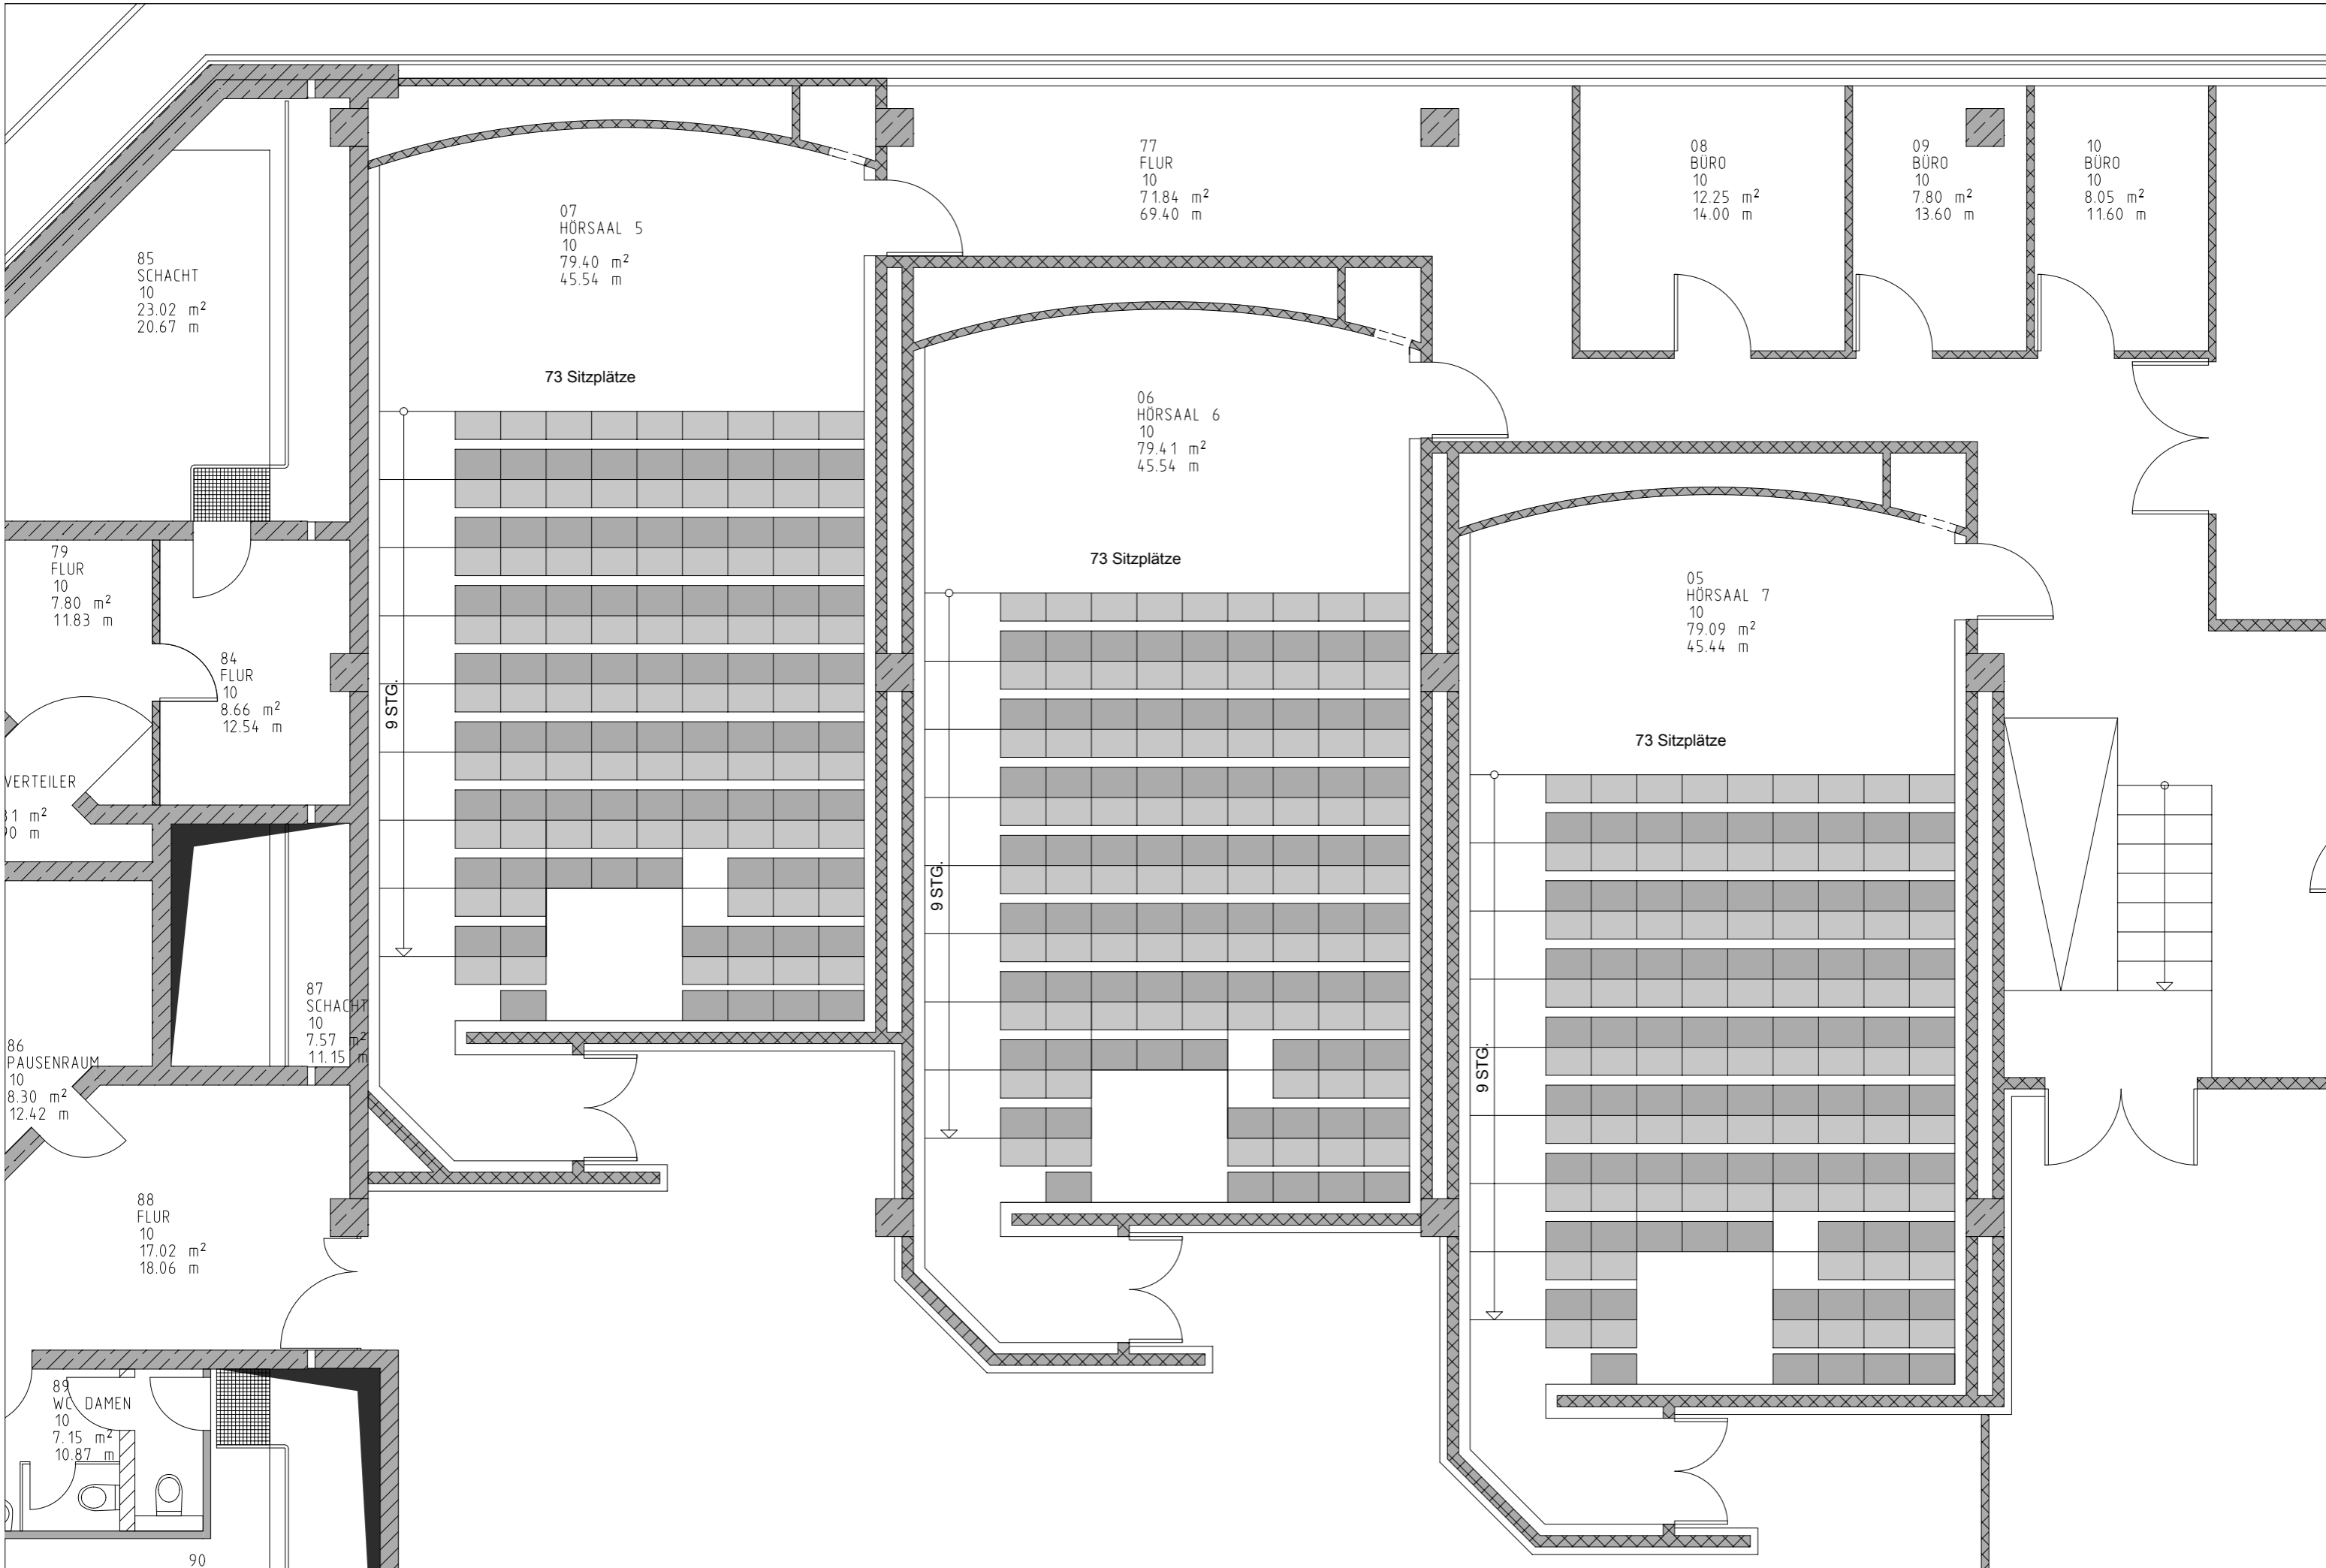 77
FLUR
10
71.84 m²
69.40 m
08
BÜRO
10
12.25 m²
14.00 m
09
BÜRO
10
7.80 m²
13.60 m
10
BÜRO
10
8.05 m²
11.60 m
07
HÖRSAAL 5
10
79.40 m²
45.54 m
85
SCHACHT
10
23.02 m²
20.67 m
73 Sitzplätze
06
HÖRSAAL 6
10
79.41 m²
45.54 m
79
FLUR
10
7.80 m²
11.83 m
73 Sitzplätze
05
HÖRSAAL 7
10
79.09 m²
45.44 m
84
FLUR
10
8.66 m²
12.54 m
9 STG.
73 Sitzplätze
VERTEILER
31 m²
90 m
9 STG.
87
SCHACHT
10
7.57 m²
11.15 m
86
PAUSENRAUM
10
8.30 m²
12.42 m
9 STG.
88
FLUR
10
17.02 m²
18.06 m
89
WC DAMEN
10
7.15 m²
10.87 m
90